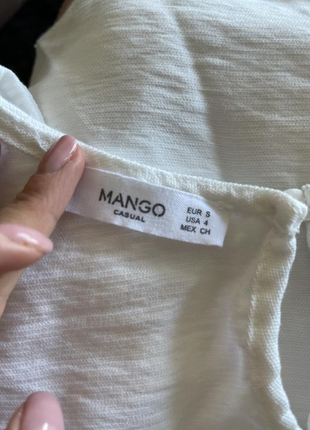 MANGO
CASUAL
EUR S
USA 4
MEX CH